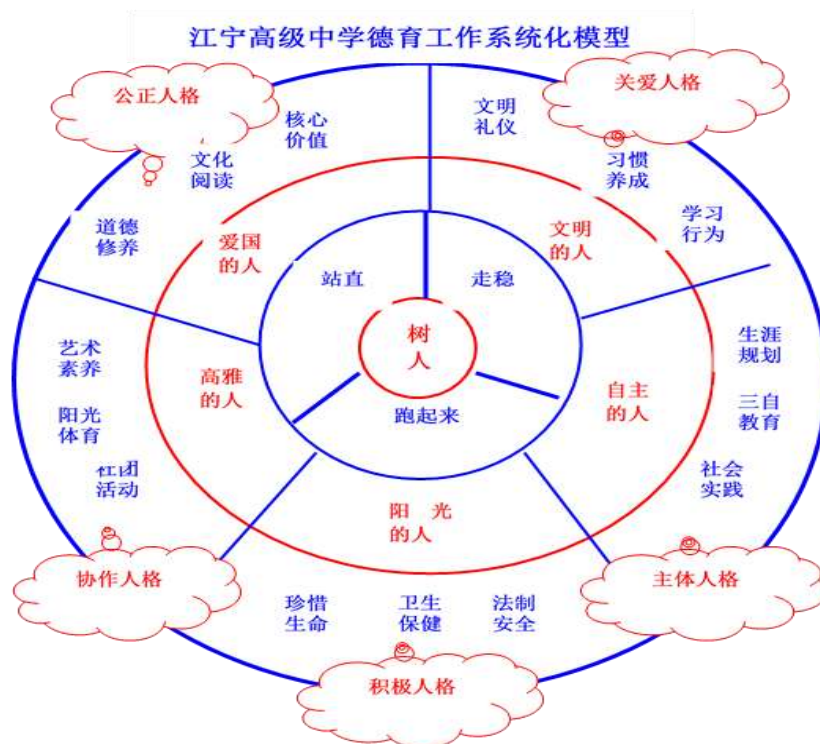 江宁高级中学德育工作系统化模型
公正人格
关爱人格
核心
价值
文明
礼仪
文化
阅读
习惯
养成
道德
修养
学习
行为
爱国
的人
文明
的人
站直
走稳
树
人
艺术
素养
生涯
规划
高雅
的人
自主
的人
阳光
体育
三自
教育
跑起来
社团
活动
社会
实践
阳 光
的人
协作人格
主体人格
珍惜
生命
卫生
保健
法制
安全
积极人格